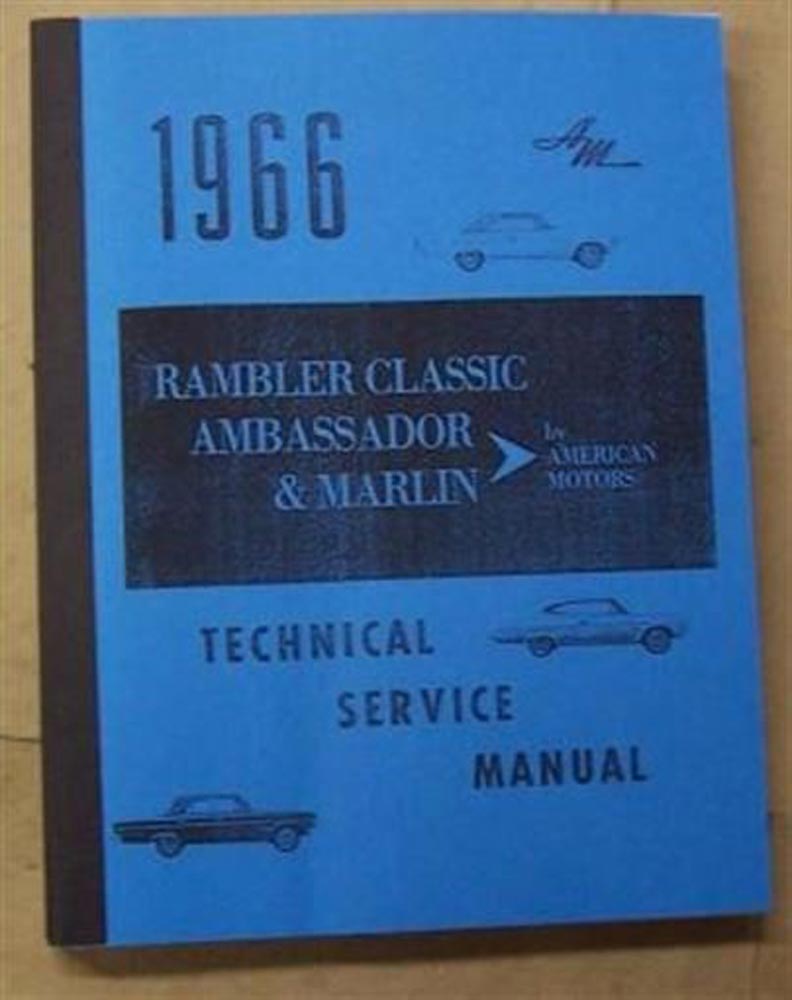 1966
AM
RAMBLER CLASSIC
AMBASSADOR
& MARLIN
by
AMERICAN
MOTORS
TECHNICAL
SERVICE
MANUAL